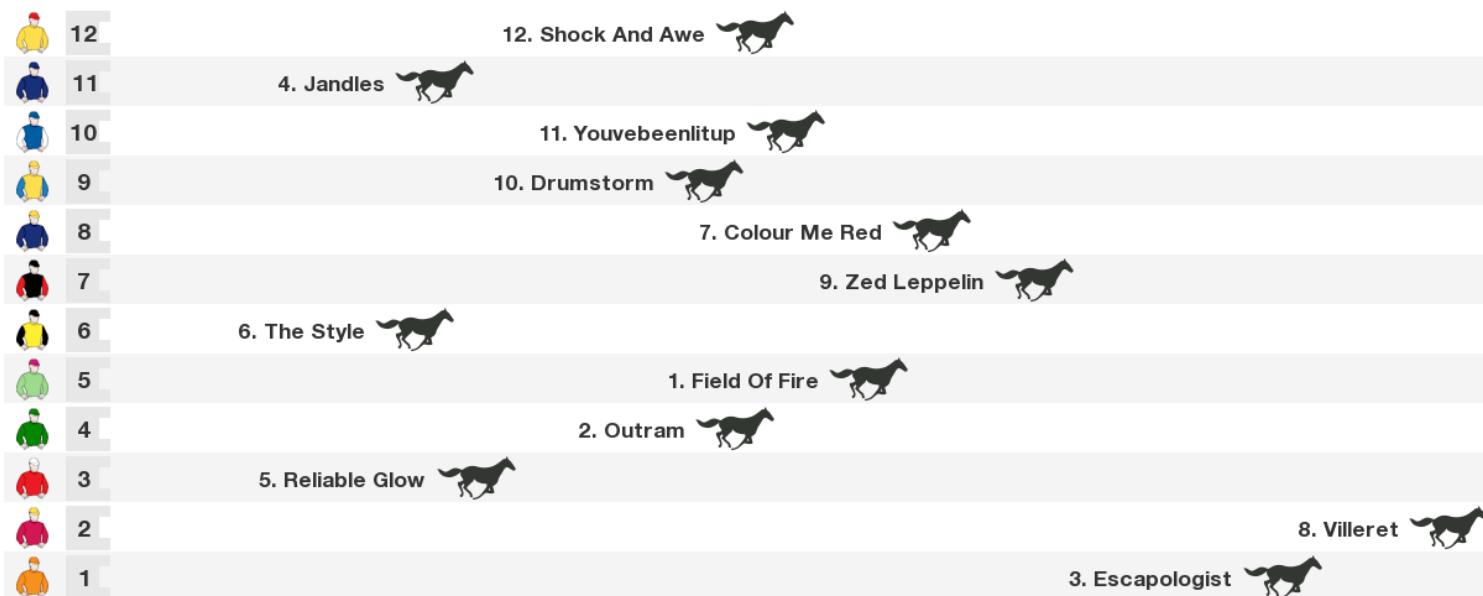 12 12. Shock And Awe
11 4. Jandles
10 11. Youvebeenlitup
9 10. Drumstorm
8 7. Colour Me Red
7 9. Zed Leppelin
6 6. The Style
5 1. Field Of Fire
4 2. Outram
3 5. Reliable Glow
2 8. Villeret
1 3. Escapologist